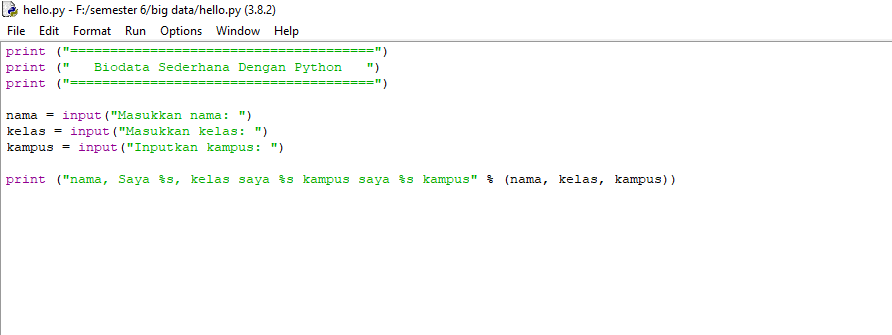 hello.py - F:/semester 6/big data/hello.py (3.8.2)
File Edit Format Run Options Window Help
print ("======================================")
print ("   Biodata Sederhana Dengan Python   ")
print ("======================================")
nama = input("Masukkan nama: ")
kelas = input("Masukkan kelas: ")
kampus = input("Inputkan kampus: ")
print ("nama, Saya %s, kelas saya %s kampus saya %s kampus" % (nama, kelas, kampus))